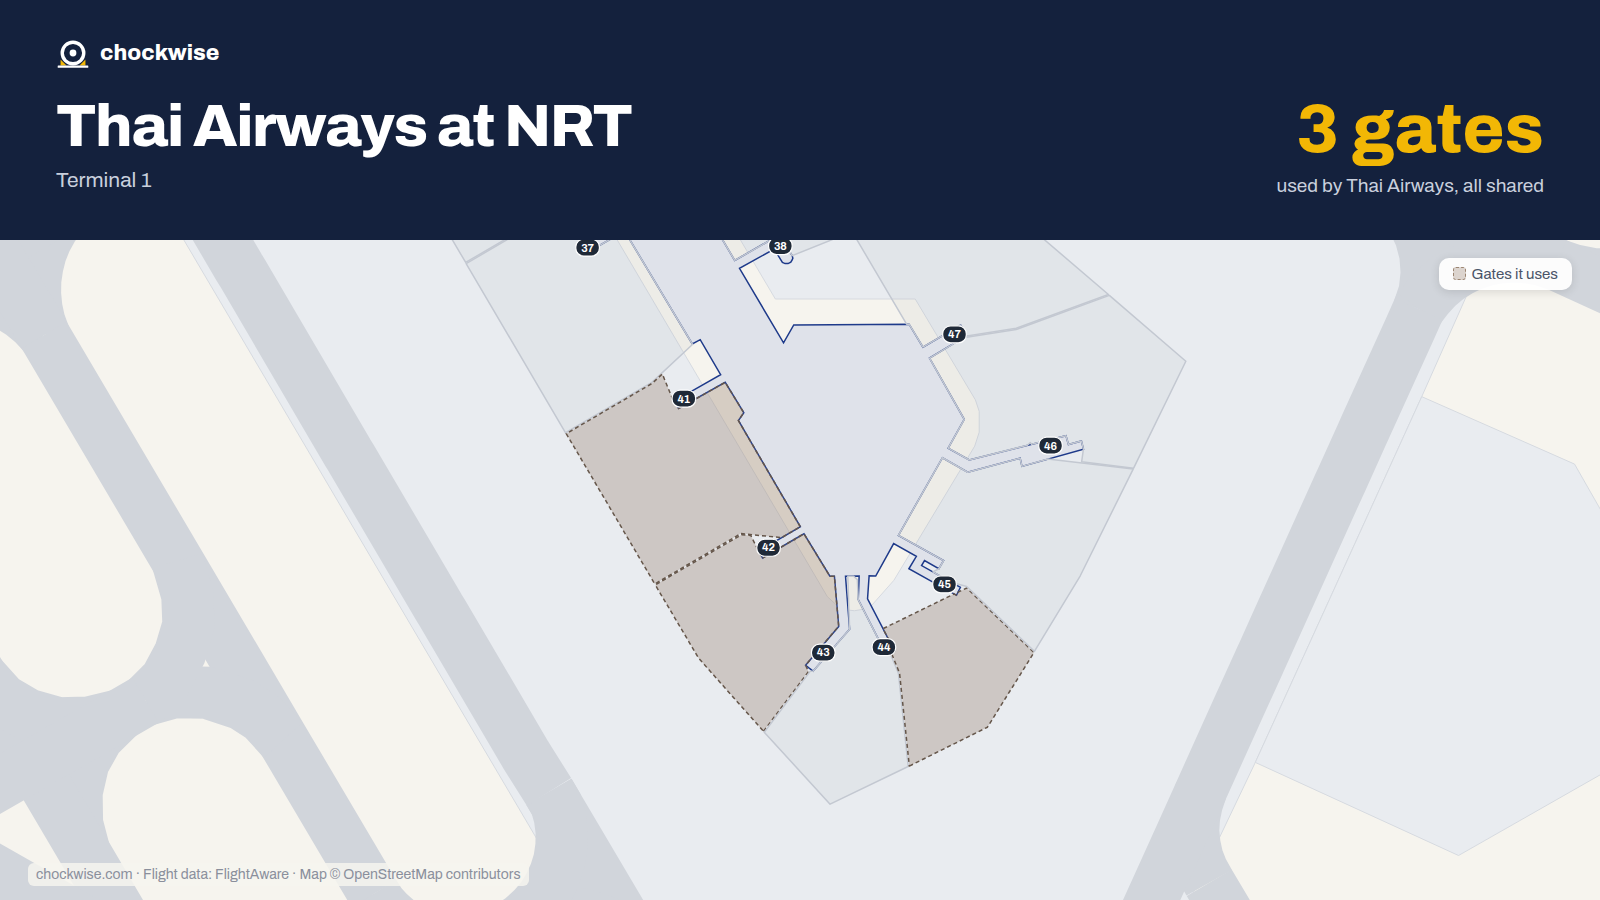 chockwise
Thai Airways at NRT
Terminal 1
3 gates
used by Thai Airways, all shared
37
38
Gates it uses
47
41
46
42
45
44
43
chockwise.com · Flight data: FlightAware · Map © OpenStreetMap contributors